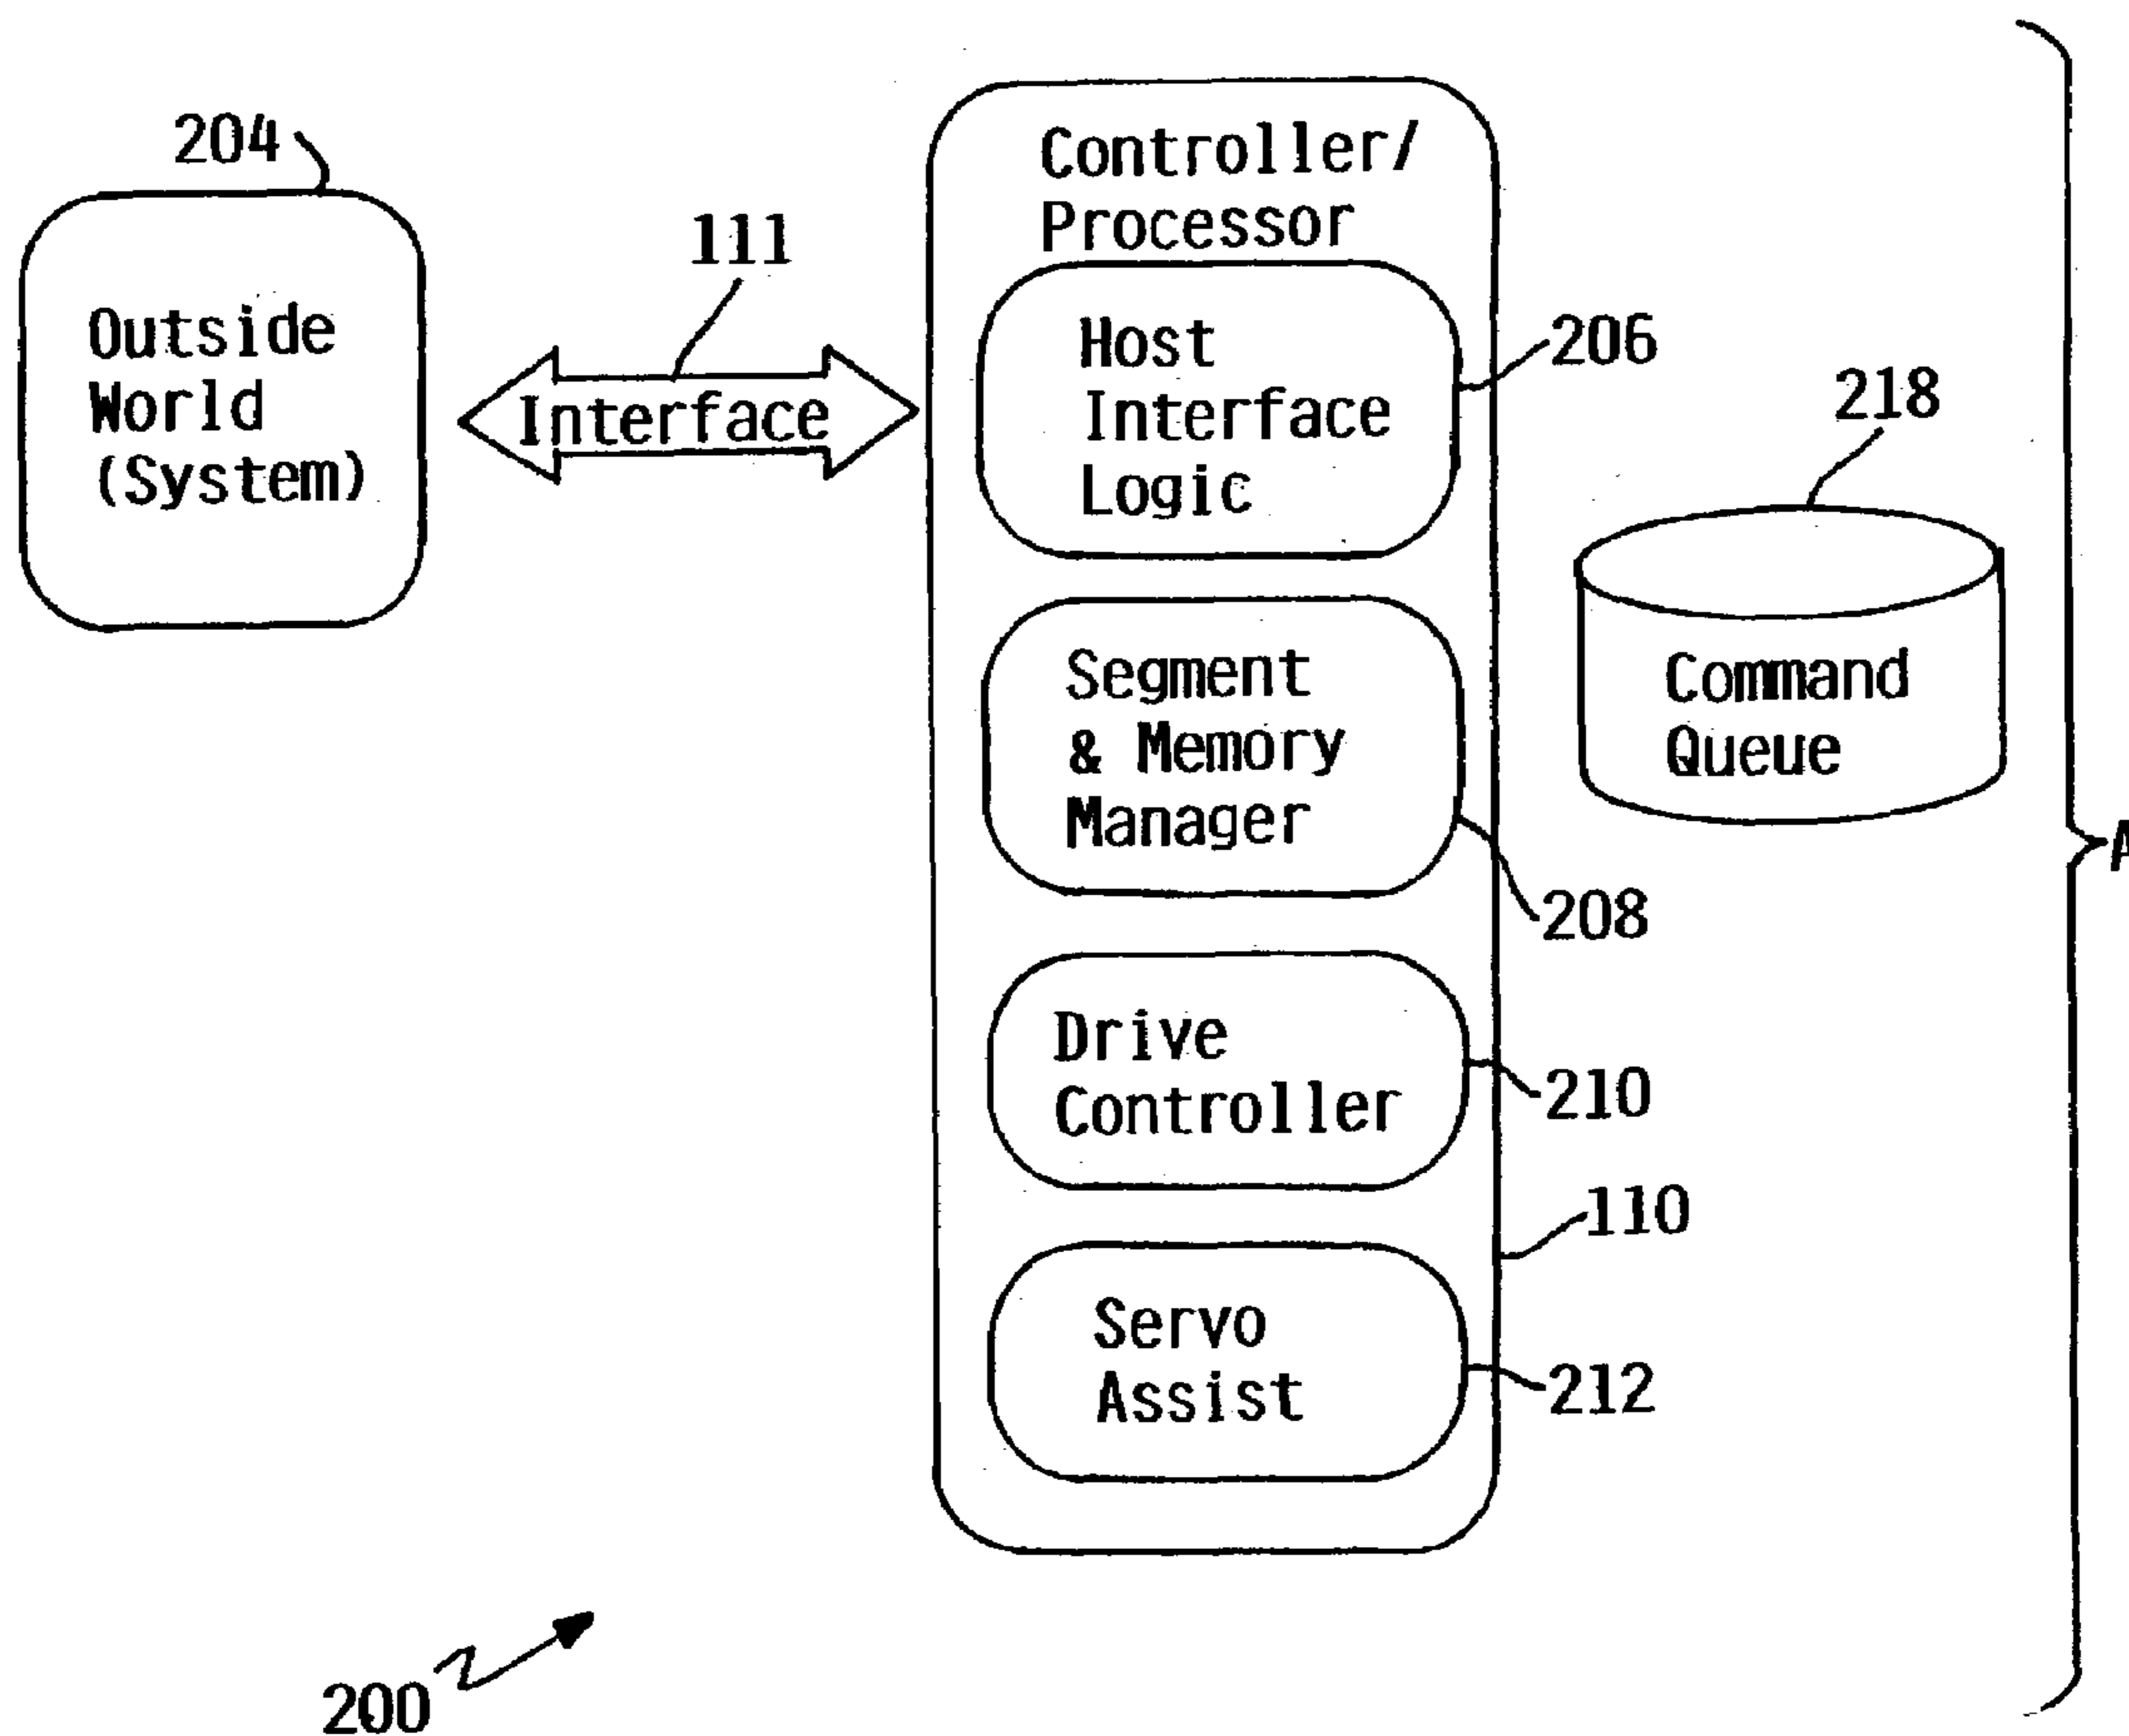 204
Outside
World
(System)
111
Interface
Controller/
Processor
Host
Interface
Logic
206
Segment
& Memory
Manager
208
Drive
Controller
210
110
Servo
Assist
212
218
Command
Queue
A
200